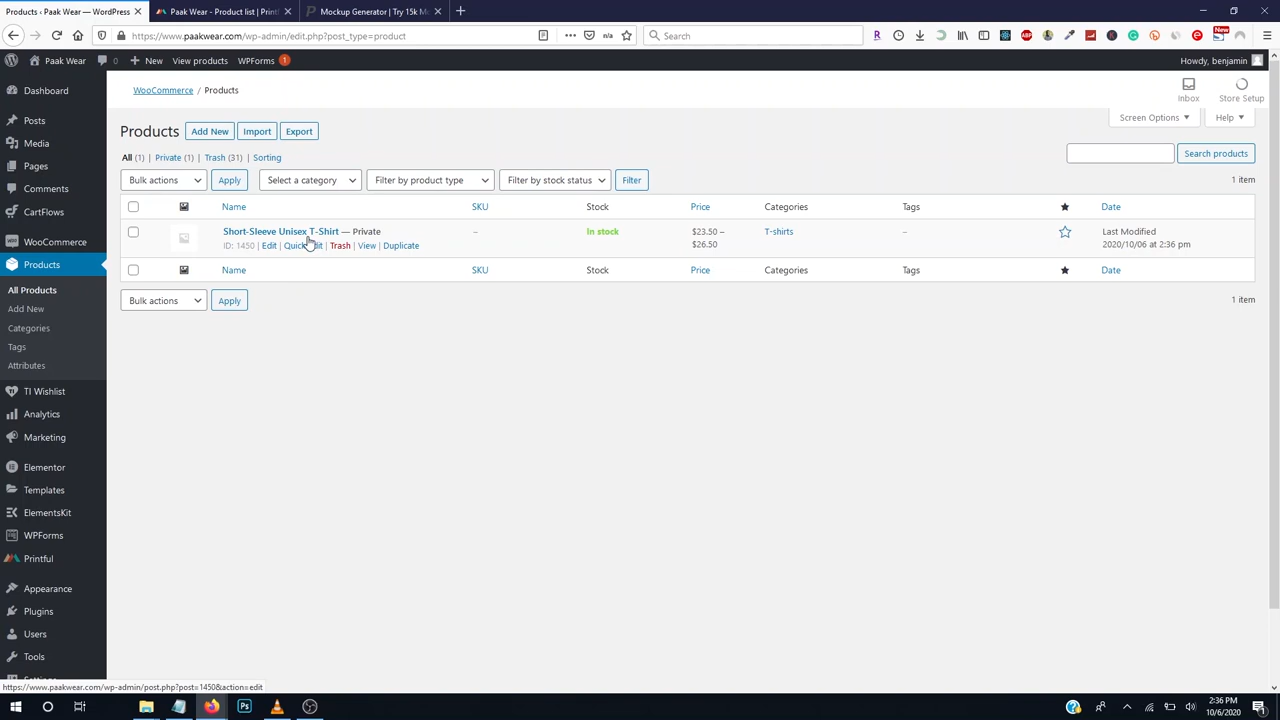 Products ‹ Paak Wear — WordPress
Paak Wear - Product list | Printf
Mockup Generator | Try 15k M
https://www.paakwear.com/wp-admin/edit.php?post_type=product
Search
New
Paak Wear
0
New
View products
WPForms
1
Howdy, benjamin
Dashboard
Posts
Media
Pages
Comments
CartFlows
WooCommerce
Products
All Products
Add New
Categories
Tags
Attributes
TI Wishlist
Analytics
Marketing
Elementor
Templates
ElementsKit
WPForms
Printful
Appearance
Plugins
Users
Tools
WooCommerce › Products
Inbox
Store Setup
Screen Options
Help
Products
Add New
Import
Export
All (1) | Private (1) | Trash (31) | Sorting
Search products
Bulk actions
Apply
Select a category
Filter by product type
Filter by stock status
Filter
1 item
Name
SKU
Stock
Price
Categories
Tags
Date
Short-Sleeve Unisex T-Shirt — Private
ID: 1450 | Edit | Quick Edit | Trash | View | Duplicate
–
In stock
$23.50 –
$26.50
T-shirts
–
Last Modified
2020/10/06 at 2:36 pm
Name
SKU
Stock
Price
Categories
Tags
Date
Bulk actions
Apply
1 item
https://www.paakwear.com/wp-admin/post.php?post=1450&action=edit
2:36 PM
10/6/2020